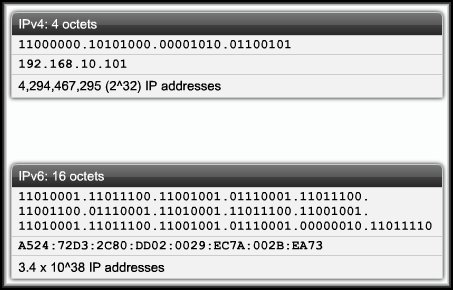 IPv4: 4 octets
11000000.10101000.00001010.01100101
192.168.10.101
4,294,467,295 (2^32) IP addresses
IPv6: 16 octets
11010001.11011100.11001001.01110001.11011100.
11001100.01110001.11010001.11011100.11001001.
11010001.11011100.11001001.01110001.00000010.11011110
A524:72D3:2C80:DD02:0029:EC7A:002B:EA73
3.4 x 10^38 IP addresses